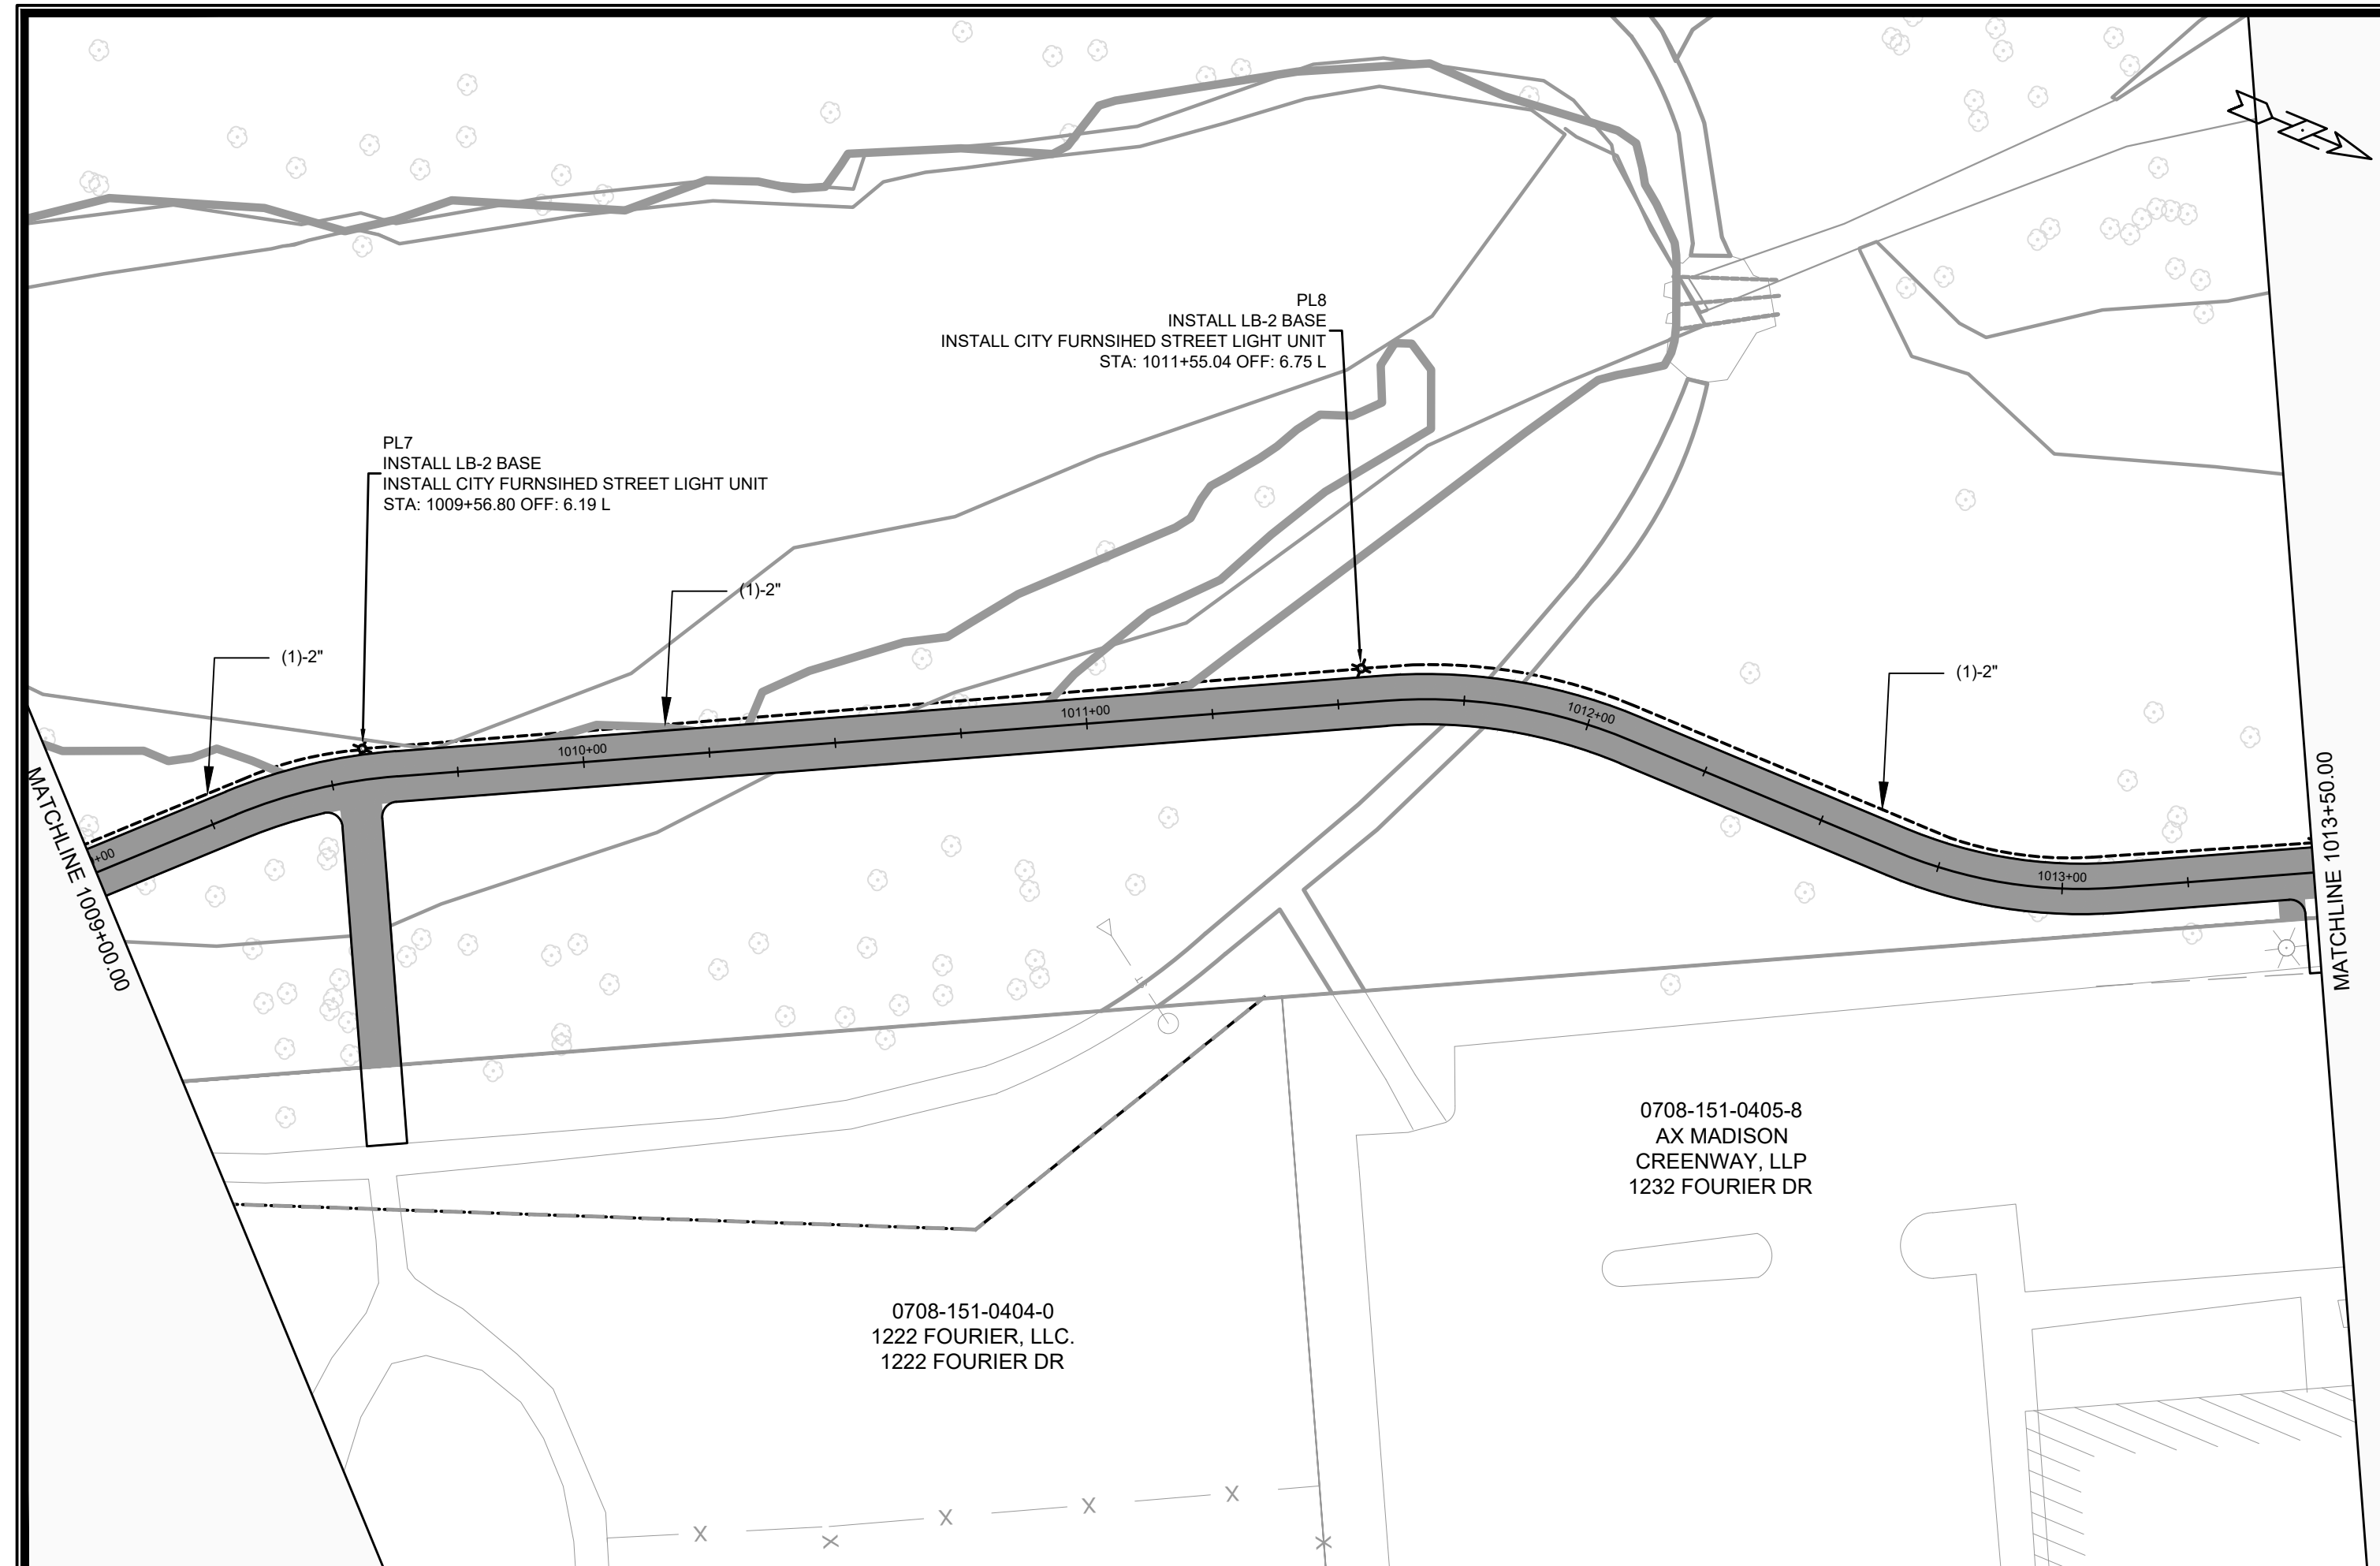 PL8
INSTALL LB-2 BASE
INSTALL CITY FURNSIHED STREET LIGHT UNIT
STA: 1011+55.04 OFF: 6.75 L
PL7
INSTALL LB-2 BASE
INSTALL CITY FURNSIHED STREET LIGHT UNIT
STA: 1009+56.80 OFF: 6.19 L
(1)-2"
(1)-2"
(1)-2"
+00
1010+00
1011+00
1012+00
1013+00
MATCHLINE 1009+00.00
MATCHLINE 1013+50.00
0708-151-0405-8
AX MADISON
CREENWAY, LLP
1232 FOURIER DR
0708-151-0404-0
1222 FOURIER, LLC.
1222 FOURIER DR
X
X
X
X
X
X